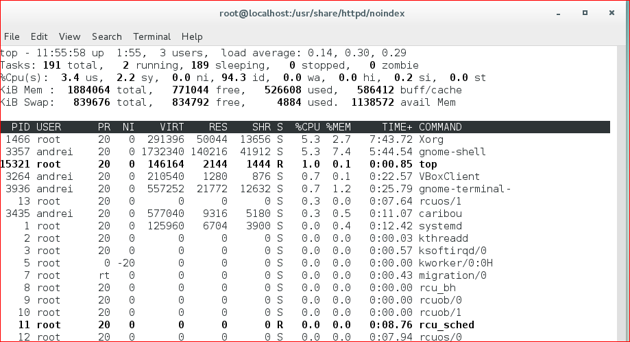 root@localhost:/usr/share/httpd/noindex
File Edit View Search Terminal Help
top - 11:55:58 up 1:55, 3 users, load average: 0.14, 0.30, 0.29
Tasks: 191 total, 2 running, 189 sleeping, 0 stopped, 0 zombie
%Cpu(s): 3.4 us, 2.2 sy, 0.0 ni, 94.3 id, 0.0 wa, 0.0 hi, 0.2 si, 0.0 st
KiB Mem : 1884064 total, 771044 free, 526608 used, 586412 buff/cache
KiB Swap: 839676 total, 834792 free, 4884 used. 1138572 avail Mem
PID USER PR NI VIRT RES SHR S %CPU %MEM TIME+ COMMAND
1466 root 20 0 291396 50044 13656 S 5.3 2.7 7:43.72 Xorg
3357 andrei 20 0 1732340 140216 41912 S 3.3 7.4 5:44.54 gnome-shell
15321 root 20 0 146164 2144 1444 R 1.0 0.1 0:00.85 top
3264 andrei 20 0 210540 1280 876 S 0.7 0.1 0:22.57 VBoxClient
3936 andrei 20 0 557252 21772 12632 S 0.7 1.2 0:25.79 gnome-terminal-
13 root 20 0 0 0 0 S 0.3 0.0 0:07.64 rcuos/1
3435 andrei 20 0 577040 9316 5180 S 0.3 0.5 0:11.07 caribou
1 root 20 0 125960 6704 3900 S 0.0 0.4 0:12.42 systemd
2 root 20 0 0 0 0 S 0.0 0.0 0:00.03 kthreadd
3 root 20 0 0 0 0 S 0.0 0.0 0:00.57 ksoftirqd/0
5 root 0 -20 0 0 0 S 0.0 0.0 0:00.00 kworker/0:0H
7 root rt 0 0 0 0 S 0.0 0.0 0:00.43 migration/0
8 root 20 0 0 0 0 S 0.0 0.0 0:00.00 rcu_bh
9 root 20 0 0 0 0 S 0.0 0.0 0:00.00 rcuob/0
10 root 20 0 0 0 0 S 0.0 0.0 0:00.00 rcuob/1
11 root 20 0 0 0 0 R 0.0 0.0 0:08.76 rcu_sched
12 root 20 0 0 0 0 S 0.0 0.0 0:07.94 rcuos/0